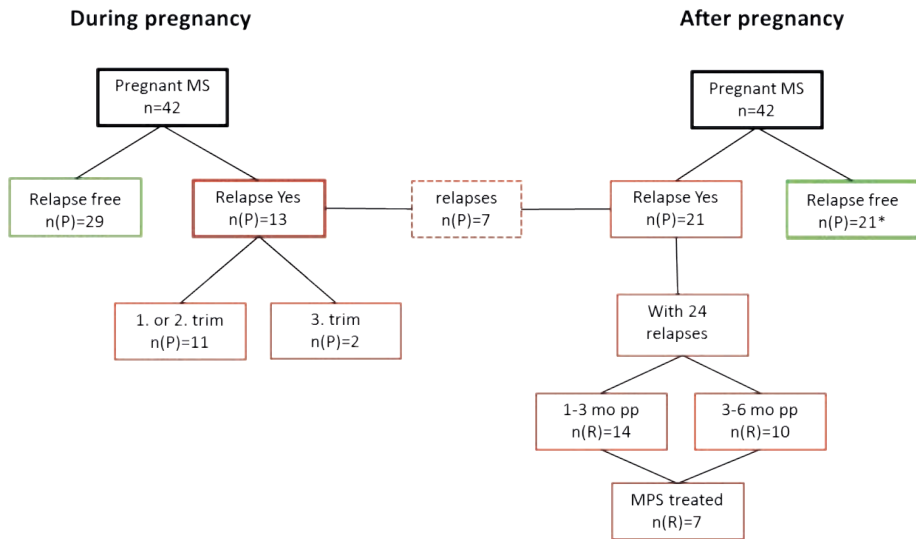 During pregnancy
Pregnant MS
n=42
Relapse free
n(P)=29
Relapse Yes
n(P)=13
1. or 2. trim
n(P)=11
3. trim
n(P)=2
relapses
n(P)=7
After pregnancy
Pregnant MS
n=42
Relapse Yes
n(P)=21
Relapse free
n(P)=21*
With 24
relapses
1-3 mo pp
n(R)=14
3-6 mo pp
n(R)=10
MPS treated
n(R)=7